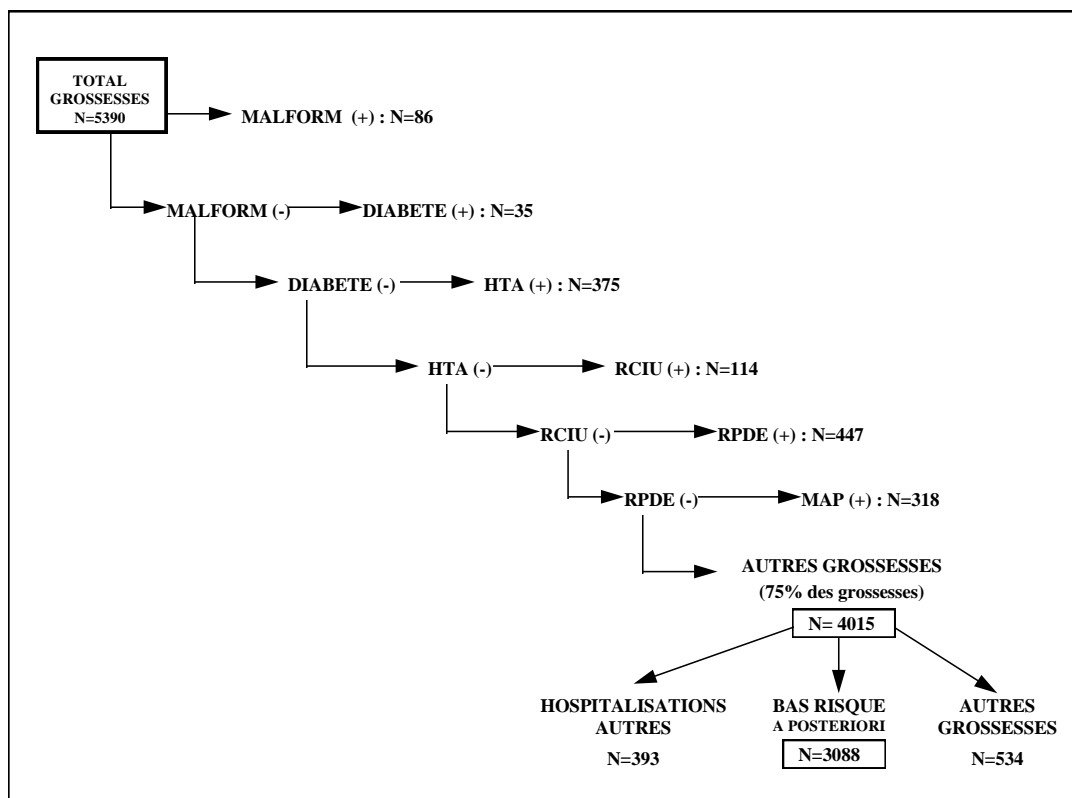 TOTAL
GROSSESSES
N=5390
MALFORM (+) : N=86
MALFORM (-)
DIABETE (+) : N=35
DIABETE (-)
HTA (+) : N=375
HTA (-)
RCIU (+) : N=114
RCIU (-)
RPDE (+) : N=447
RPDE (-)
MAP (+) : N=318
AUTRES GROSSESSES
(75% des grossesses)
N= 4015
HOSPITALISATIONS
AUTRES
N=393
BAS RISQUE
A POSTERIORI
N=3088
AUTRES
GROSSESSES
N=534